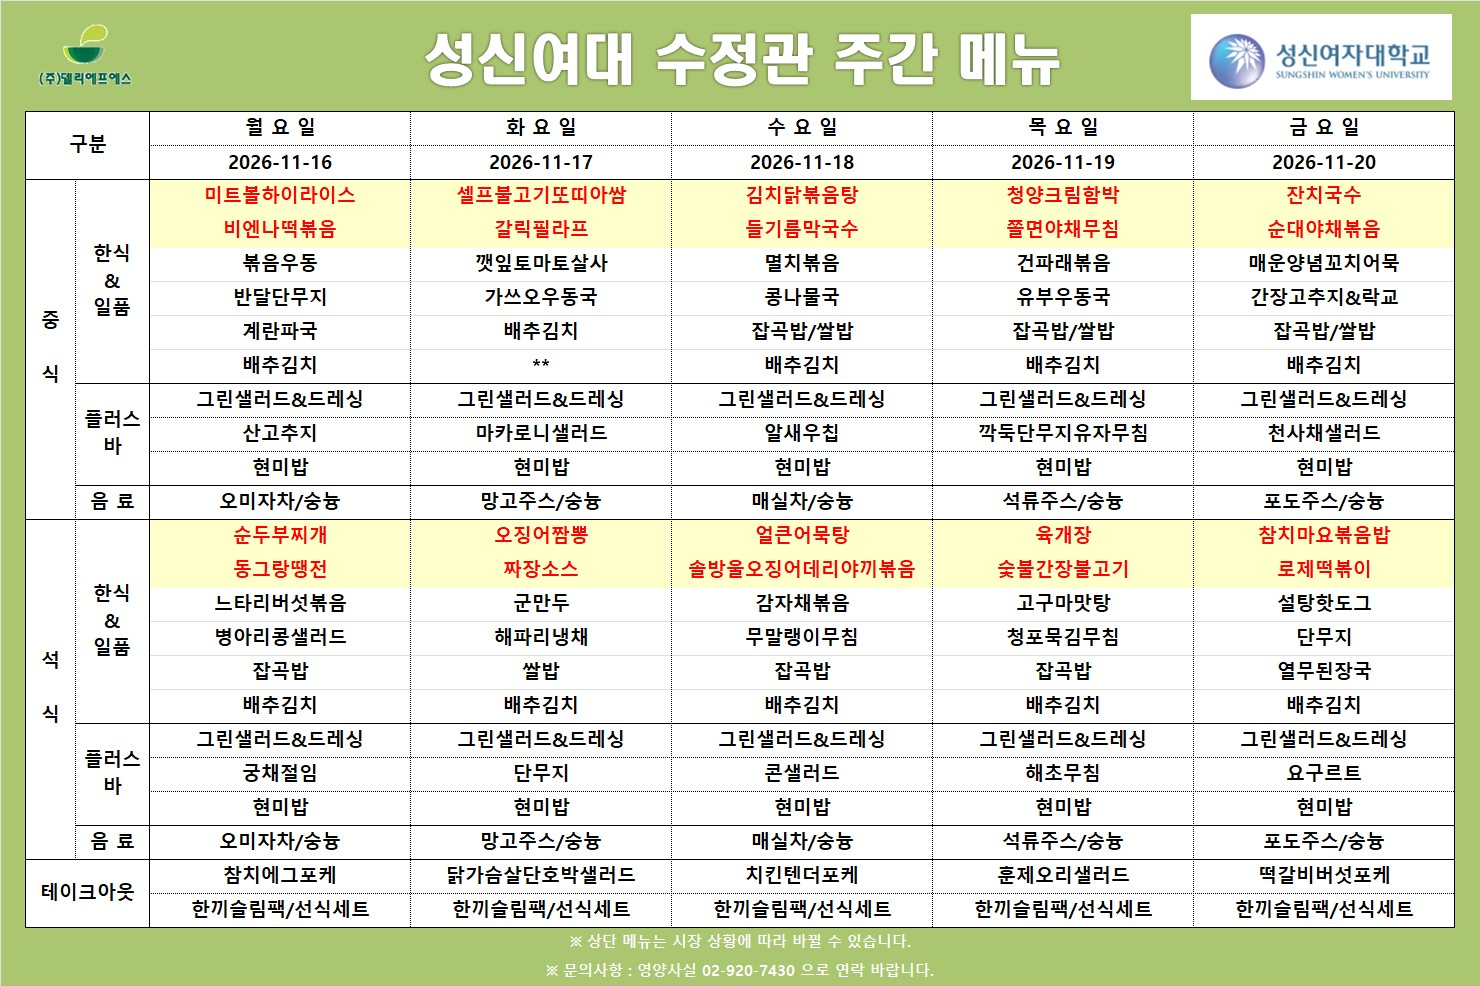 (주)델리에프에스
성신여대 수정관 주간 메뉴
성신여자대학교
SUNGSHIN WOMEN'S UNIVERSITY
구분 월 요 일 화 요 일 수 요 일 목 요 일 금 요 일
2026-11-16 2026-11-17 2026-11-18 2026-11-19 2026-11-20
중 식
한식 & 일품
미트볼하이라이스 셀프불고기또띠아쌈 김치닭볶음탕 청양크림함박 잔치국수
비엔나떡볶음 갈릭필라프 들기름막국수 쫄면야채무침 순대야채볶음
볶음우동 깻잎토마토살사 멸치볶음 건파래볶음 매운양념꼬치어묵
반달단무지 가쓰오우동국 콩나물국 유부우동국 간장고추지&락교
계란파국 배추김치 잡곡밥/쌀밥 잡곡밥/쌀밥 잡곡밥/쌀밥
배추김치 ** 배추김치 배추김치 배추김치
플러스 바
그린샐러드&드레싱 그린샐러드&드레싱 그린샐러드&드레싱 그린샐러드&드레싱 그린샐러드&드레싱
산고추지 마카로니샐러드 알새우칩 깍둑단무지유자무침 천사채샐러드
현미밥 현미밥 현미밥 현미밥 현미밥
음 료 오미자차/숭늉 망고주스/숭늉 매실차/숭늉 석류주스/숭늉 포도주스/숭늉
석 식
한식 & 일품
순두부찌개 오징어짬뽕 얼큰어묵탕 육개장 참치마요볶음밥
동그랑땡전 짜장소스 솔방울오징어데리야끼볶음 숯불간장불고기 로제떡볶이
느타리버섯볶음 군만두 감자채볶음 고구마맛탕 설탕핫도그
병아리콩샐러드 해파리냉채 무말랭이무침 청포묵김무침 단무지
잡곡밥 쌀밥 잡곡밥 잡곡밥 열무된장국
배추김치 배추김치 배추김치 배추김치 배추김치
플러스 바
그린샐러드&드레싱 그린샐러드&드레싱 그린샐러드&드레싱 그린샐러드&드레싱 그린샐러드&드레싱
궁채절임 단무지 콘샐러드 해초무침 요구르트
현미밥 현미밥 현미밥 현미밥 현미밥
음 료 오미자차/숭늉 망고주스/숭늉 매실차/숭늉 석류주스/숭늉 포도주스/숭늉
테이크아웃
참치에그포케 닭가슴살단호박샐러드 치킨텐더포케 훈제오리샐러드 떡갈비버섯포케
한끼슬림팩/선식세트 한끼슬림팩/선식세트 한끼슬림팩/선식세트 한끼슬림팩/선식세트 한끼슬림팩/선식세트
※ 상단 메뉴는 시장 상황에 따라 바뀔 수 있습니다.
※ 문의사항 : 영양사실 02-920-7430 으로 연락 바랍니다.